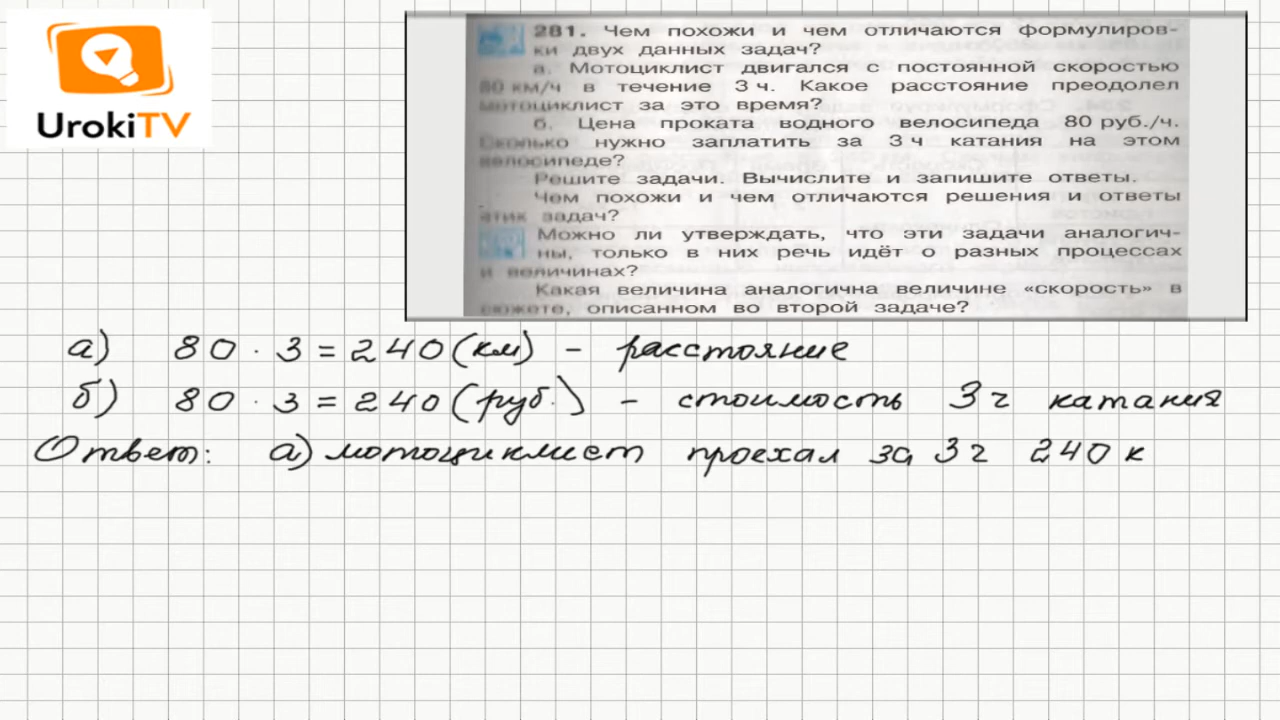 UrokiTV
281. Чем похожи и чем отличаются формулиров-
ки двух данных задач?
а. Мотоциклист двигался с постоянной скоростью
80 км/ч в течение 3 ч. Какое расстояние преодолел
мотоциклист за это время?
б. Цена проката водного велосипеда 80 руб./ч.
Сколько нужно заплатить за 3 ч катания на этом
велосипеде?
Решите задачи. Вычислите и запишите ответы.
Чем похожи и чем отличаются решения и ответы
этих задач?
Можно ли утверждать, что эти задачи аналогич-
ны, только в них речь идёт о разных процессах
и величинах?
Какая величина аналогична величине «скорость» в
сюжете, описанном во второй задаче?
а) 80 · 3 = 240 (км) – расстояние
б) 80 · 3 = 240 (руб.) – стоимость 3 ч катания
Ответ: а) мотоциклист проехал за 3 ч 240 к